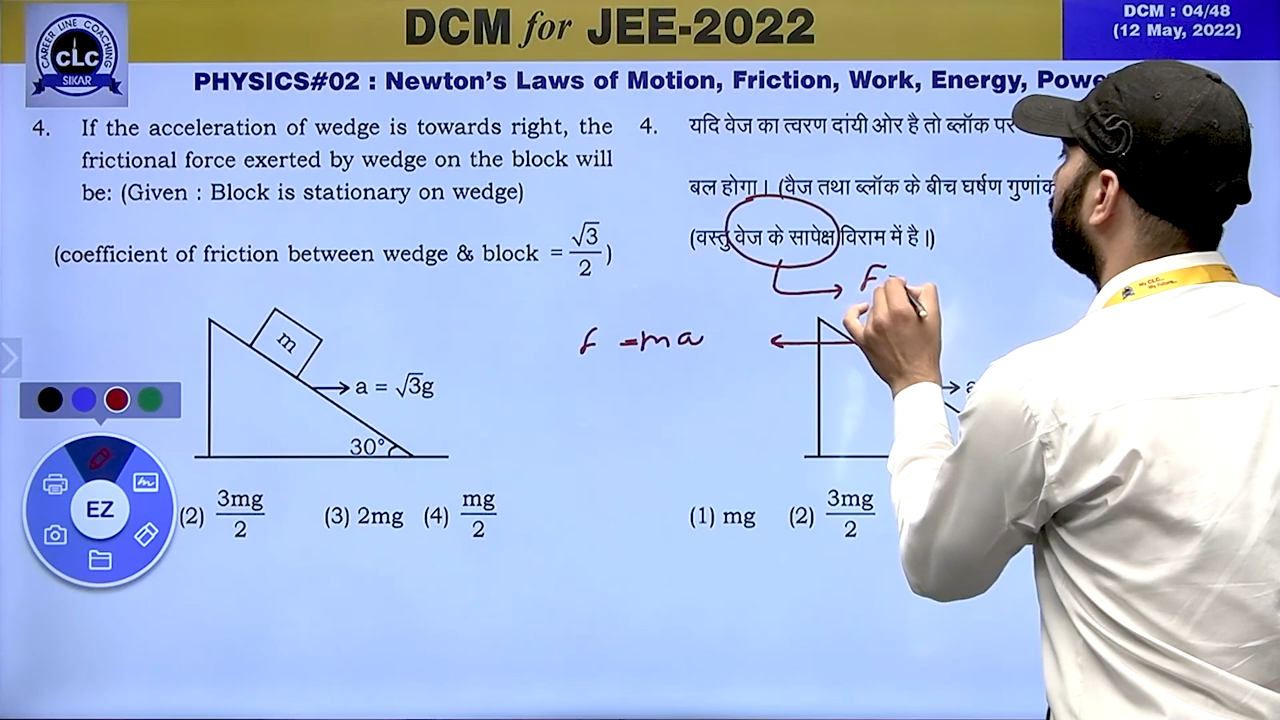 DCM for JEE-2022
DCM : 04/48
(12 May, 2022)
CAREER LINE COACHING
CLC
SIKAR
PHYSICS#02 : Newton's Laws of Motion, Friction, Work, Energy,
4. If the acceleration of wedge is towards right, the
frictional force exerted by wedge on the block will
be: (Given : Block is stationary on wedge)
(coefficient of friction between wedge & block = √3/2)
m
a = √3g
30°
(2) 3mg/2 (3) 2mg (4) mg/2
4. यदि वेज का त्वरण दांयी ओर है तो ब्लॉक पर
बल होगा। (वैज तथा ब्लॉक के बीच घर्षण गुणांक
(वस्तु वेज के सापेक्ष विराम में है।)
F
f = ma
a
(1) mg (2) 3mg/2
EZ
My CLC..
My Future..